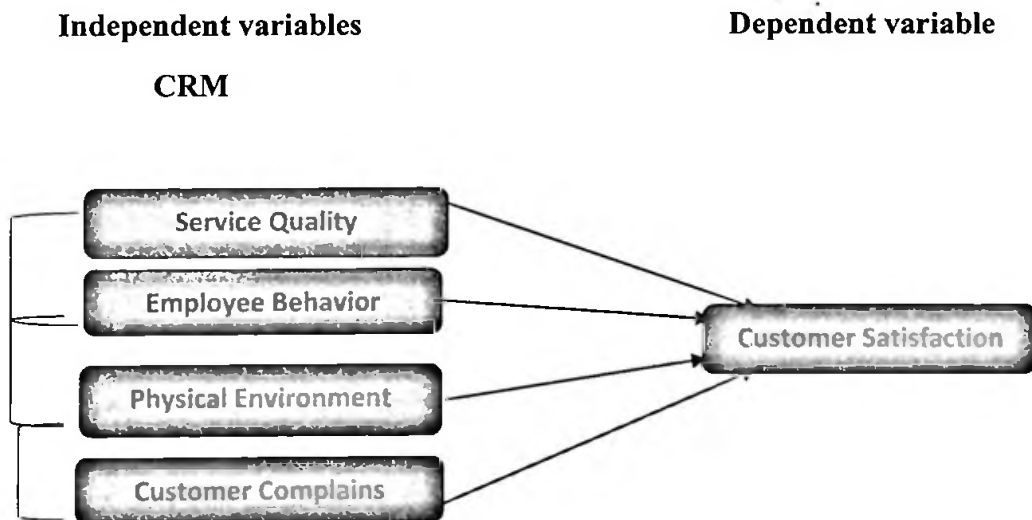 Independent variables
Dependent variable
CRM
Service Quality
Employee Behavior
Customer Satisfaction
Physical Environment
Customer Complains